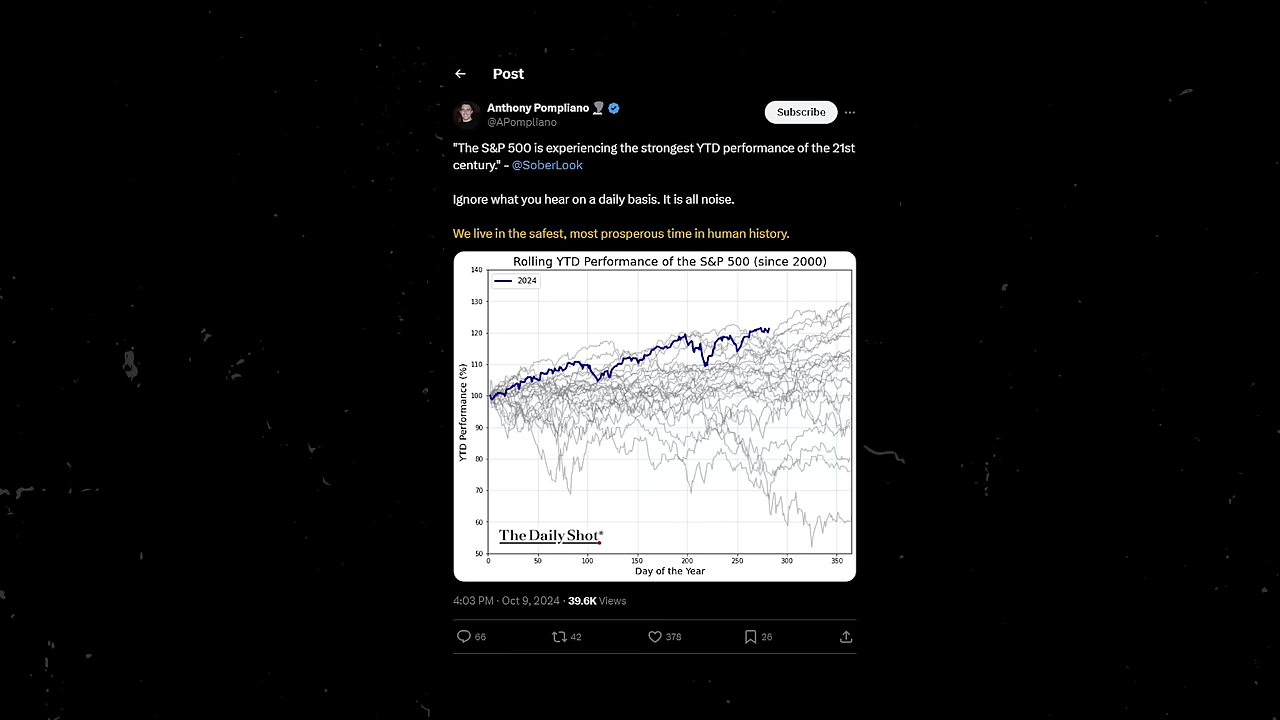 Post
Anthony Pompliano
@APompliano
Subscribe
"The S&P 500 is experiencing the strongest YTD performance of the 21st
century." - @SoberLook
Ignore what you hear on a daily basis. It is all noise.
We live in the safest, most prosperous time in human history.
Rolling YTD Performance of the S&P 500 (since 2000)
2024
YTD Performance (%)
140
130
120
110
100
90
80
70
60
50
The Daily Shot®
0 50 100 150 200 250 300 350
Day of the Year
4:03 PM · Oct 9, 2024 · 39.6K Views
66 42 378 26